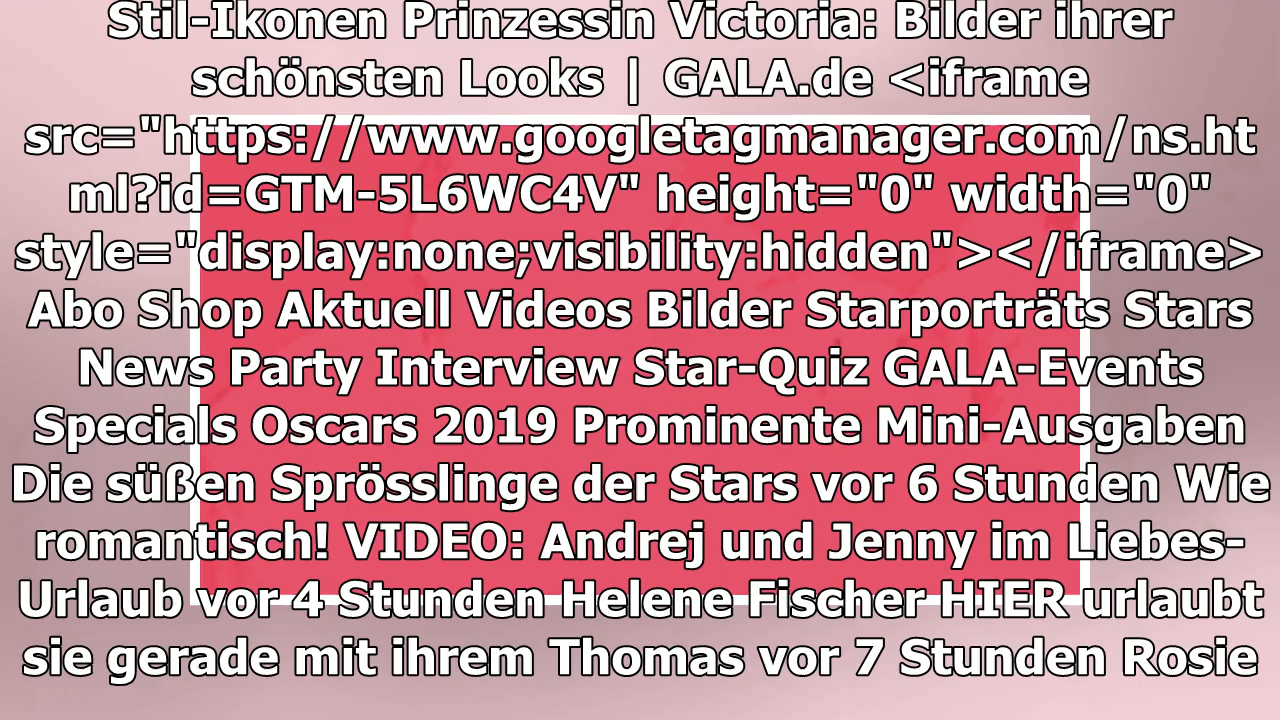 Stil-Ikonen Prinzessin Victoria: Bilder ihrer
schönsten Looks | GALA.de <iframe
src="https://www.googletagmanager.com/ns.ht
ml?id=GTM-5L6WC4V" height="0" width="0"
style="display:none;visibility:hidden"></iframe>
Abo Shop Aktuell Videos Bilder Starporträts Stars
News Party Interview Star-Quiz GALA-Events
Specials Oscars 2019 Prominente Mini-Ausgaben
Die süßen Sprösslinge der Stars vor 6 Stunden Wie
romantisch! VIDEO: Andrej und Jenny im Liebes-
Urlaub vor 4 Stunden Helene Fischer HIER urlaubt
sie gerade mit ihrem Thomas vor 7 Stunden Rosie